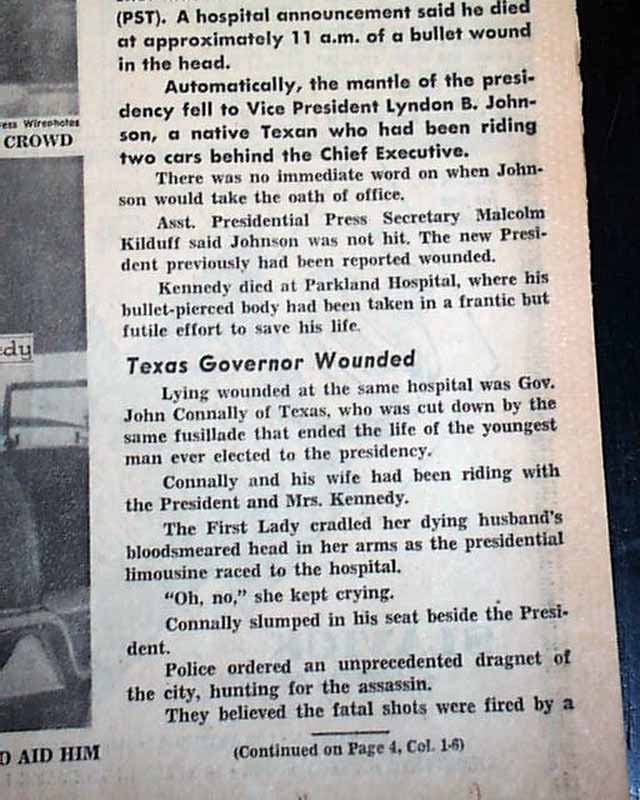 (PST). A hospital announcement said he died
at approximately 11 a.m. of a bullet wound
in the head.
Automatically, the mantle of the presi-
dency fell to Vice President Lyndon B. John-
son, a native Texan who had been riding
two cars behind the Chief Executive.
There was no immediate word on when John-
son would take the oath of office.
Asst. Presidential Press Secretary Malcolm
Kilduff said Johnson was not hit. The new Presi-
dent previously had been reported wounded.
Kennedy died at Parkland Hospital, where his
bullet-pierced body had been taken in a frantic but
futile effort to save his life.
Texas Governor Wounded
Lying wounded at the same hospital was Gov.
John Connally of Texas, who was cut down by the
same fusillade that ended the life of the youngest
man ever elected to the presidency.
Connally and his wife had been riding with
the President and Mrs. Kennedy.
The First Lady cradled her dying husband's
bloodsmeared head in her arms as the presidential
limousine raced to the hospital.
"Oh, no," she kept crying.
Connally slumped in his seat beside the Presi-
dent.
Police ordered an unprecedented dragnet of
the city, hunting for the assassin.
They believed the fatal shots were fired by a
(Continued on Page 4, Col. 1-6)
ess Wirephotos
CROWD
dy
D AID HIM